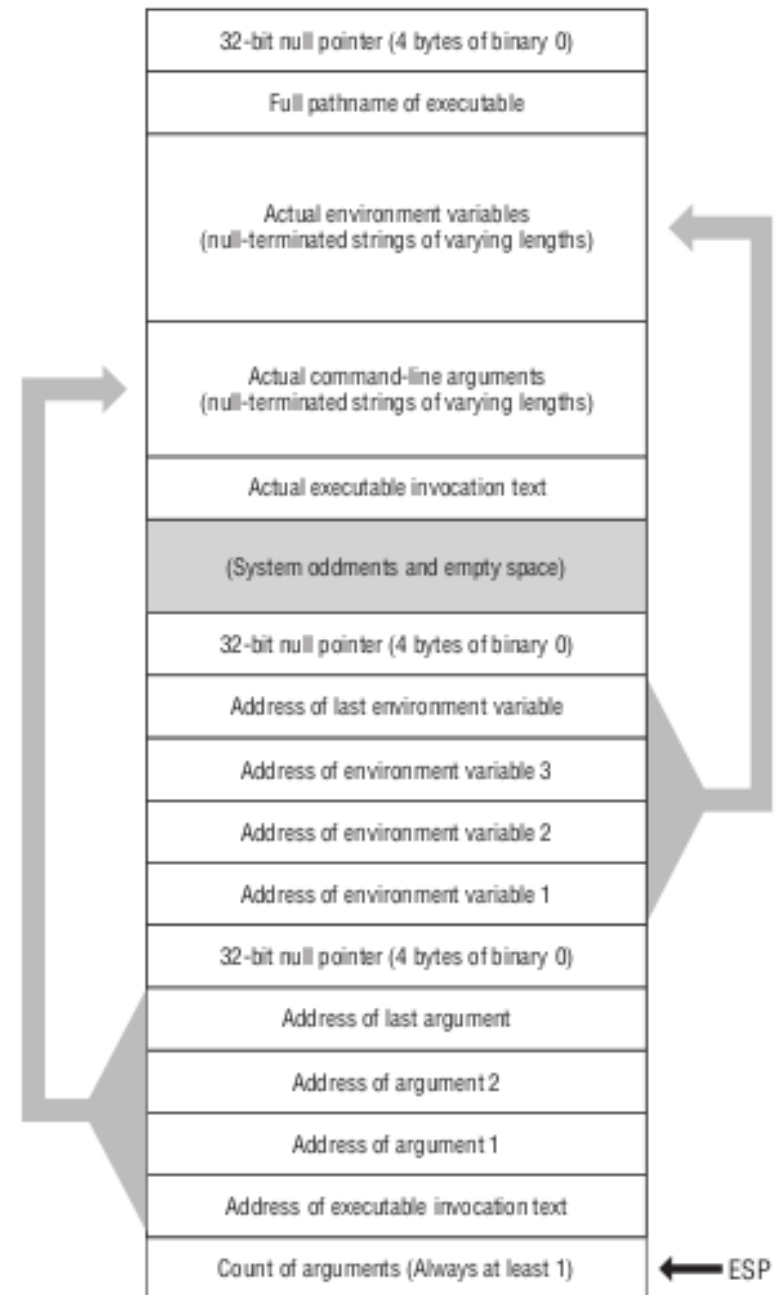 32-bit null pointer (4 bytes of binary 0)
Full pathname of executable
Actual environment variables
(null-terminated strings of varying lengths)
Actual command-line arguments
(null-terminated strings of varying lengths)
Actual executable invocation text
(System oddments and empty space)
32-bit null pointer (4 bytes of binary 0)
Address of last environment variable
Address of environment variable 3
Address of environment variable 2
Address of environment variable 1
32-bit null pointer (4 bytes of binary 0)
Address of last argument
Address of argument 2
Address of argument 1
Address of executable invocation text
Count of arguments (Always at least 1)
ESP